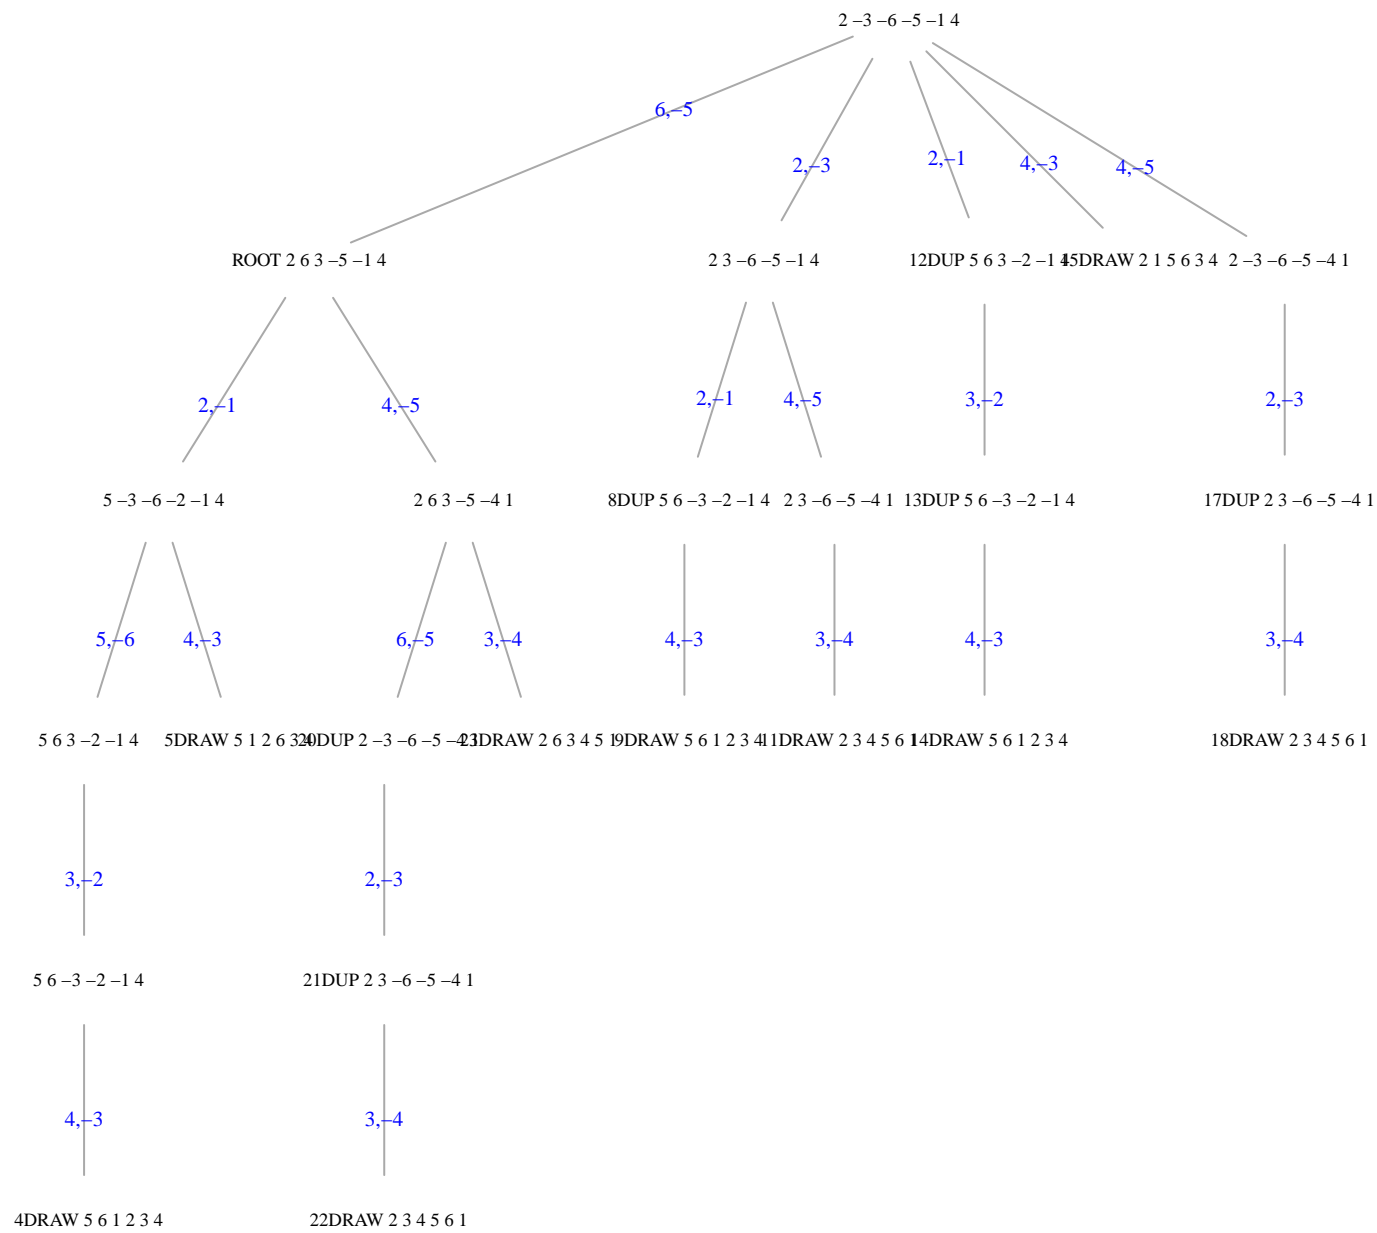 2 –3 –6 –5 –1 4
6,–5
2,–3
2,–1
4,–3
4,–5
ROOT 2 6 3 –5 –1 4
2 3 –6 –5 –1 4
12DUP 5 6 3 –2 –1 4
15DRAW 2 1 5 6 3 4
2 –3 –6 –5 –4 1
2,–1
4,–5
2,–1
4,–5
3,–2
2,–3
5 –3 –6 –2 –1 4
2 6 3 –5 –4 1
8DUP 5 6 –3 –2 –1 4
2 3 –6 –5 –4 1
13DUP 5 6 –3 –2 –1 4
17DUP 2 3 –6 –5 –4 1
5,–6
4,–3
6,–5
3,–4
4,–3
3,–4
4,–3
3,–4
5 6 3 –2 –1 4
5DRAW 5 1 2 6 3 4
20DUP 2 –3 –6 –5 –4 1
23DRAW 2 6 3 4 5 1
9DRAW 5 6 1 2 3 4
11DRAW 2 3 4 5 6 1
14DRAW 5 6 1 2 3 4
18DRAW 2 3 4 5 6 1
3,–2
2,–3
5 6 –3 –2 –1 4
21DUP 2 3 –6 –5 –4 1
4,–3
3,–4
4DRAW 5 6 1 2 3 4
22DRAW 2 3 4 5 6 1